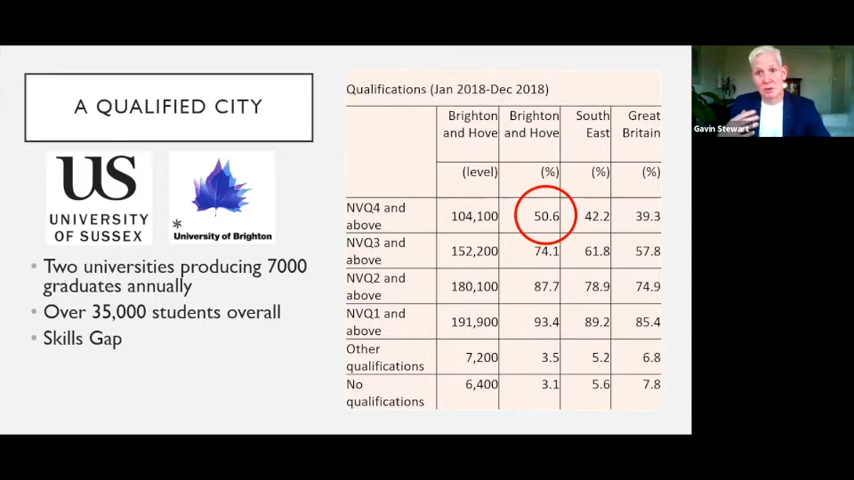 A QUALIFIED CITY
US
UNIVERSITY
OF SUSSEX
University of Brighton
• Two universities producing 7000
graduates annually
• Over 35,000 students overall
• Skills Gap
Qualifications (Jan 2018-Dec 2018)
Brighton and Hove Brighton and Hove South East Great Britain
(level) (%) (%) (%)
NVQ4 and above 104,100 50.6 42.2 39.3
NVQ3 and above 152,200 74.1 61.8 57.8
NVQ2 and above 180,100 87.7 78.9 74.9
NVQ1 and above 191,900 93.4 89.2 85.4
Other qualifications 7,200 3.5 5.2 6.8
No qualifications 6,400 3.1 5.6 7.8
Gavin Stewart